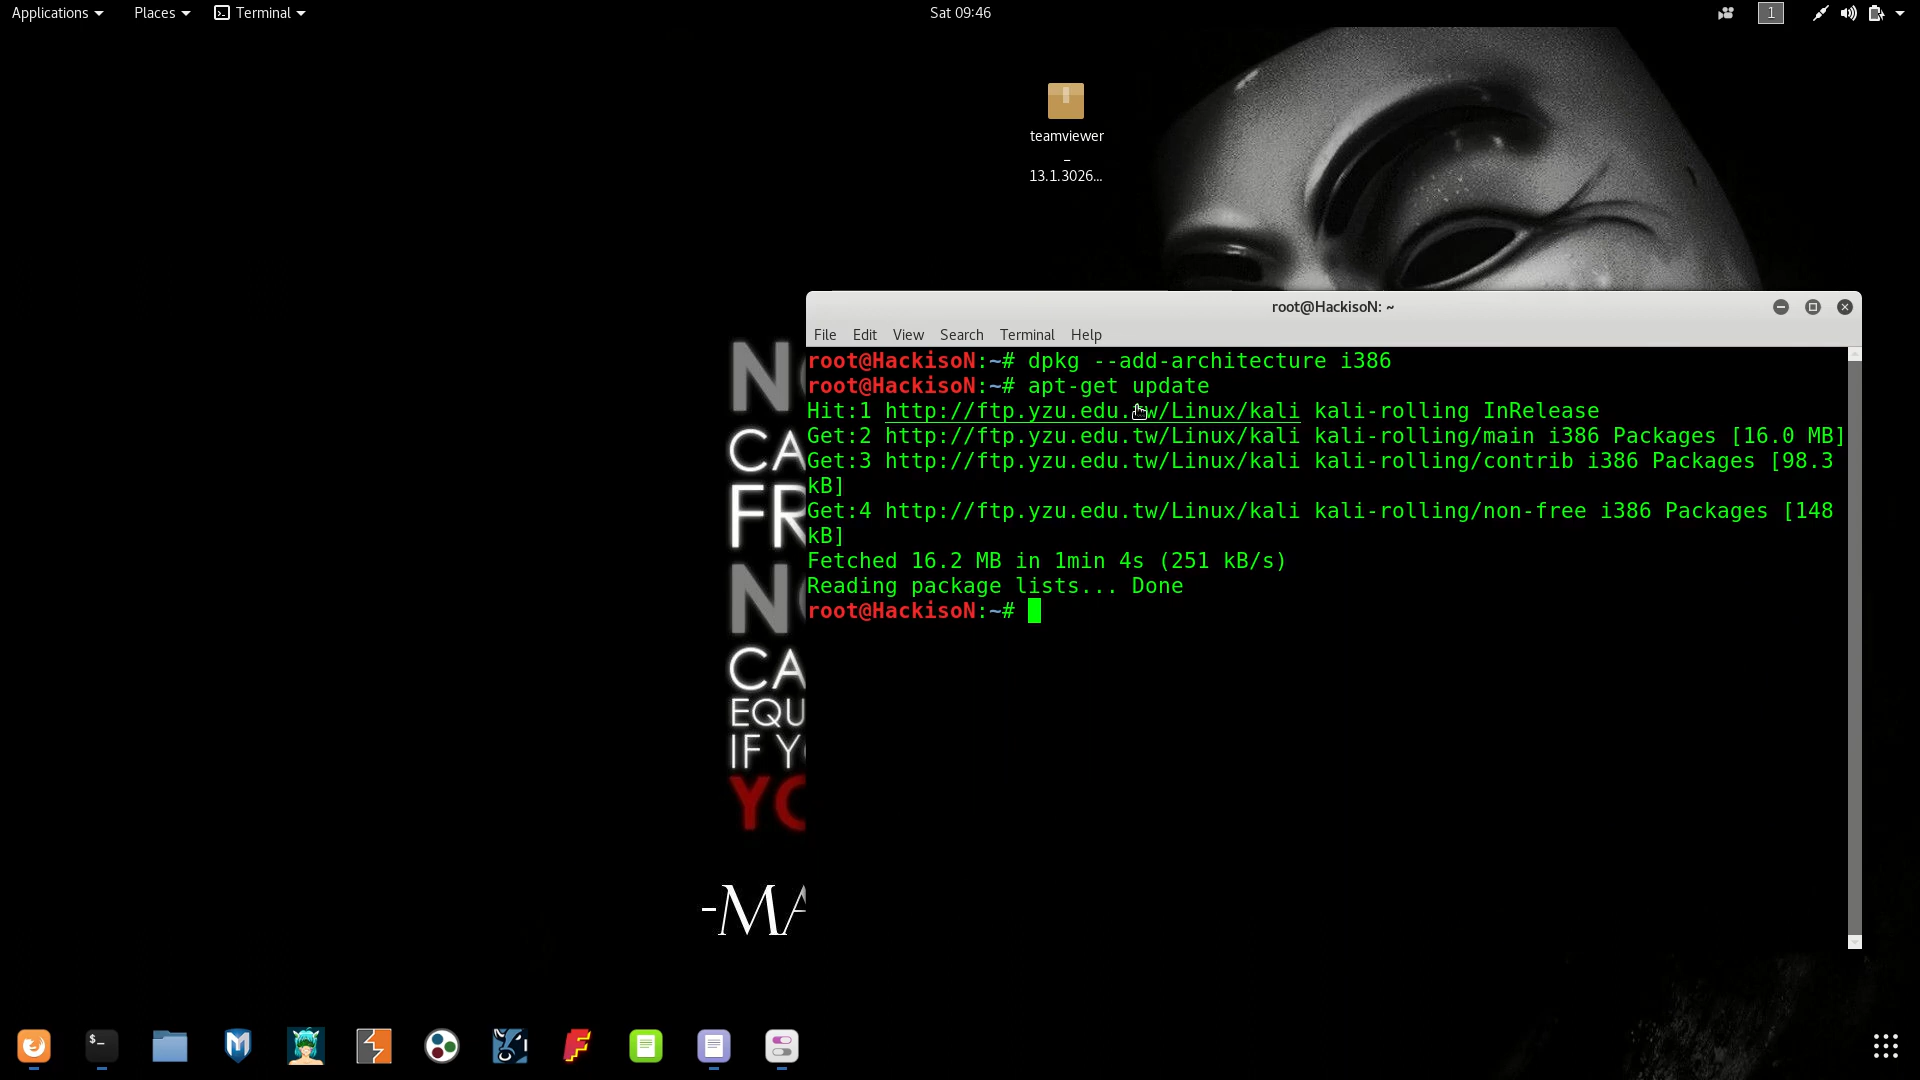 Applications Places Terminal Sat 09:46 1
teamviewer
_
13.1.3026...
root@HackisoN: ~
File Edit View Search Terminal Help
root@HackisoN:~# dpkg --add-architecture i386
root@HackisoN:~# apt-get update
Hit:1 http://ftp.yzu.edu.tw/Linux/kali kali-rolling InRelease
Get:2 http://ftp.yzu.edu.tw/Linux/kali kali-rolling/main i386 Packages [16.0 MB]
Get:3 http://ftp.yzu.edu.tw/Linux/kali kali-rolling/contrib i386 Packages [98.3
kB]
Get:4 http://ftp.yzu.edu.tw/Linux/kali kali-rolling/non-free i386 Packages [148
kB]
Fetched 16.2 MB in 1min 4s (251 kB/s)
Reading package lists... Done
root@HackisoN:~#
CA
FR
CA
EQU
IF
-MA